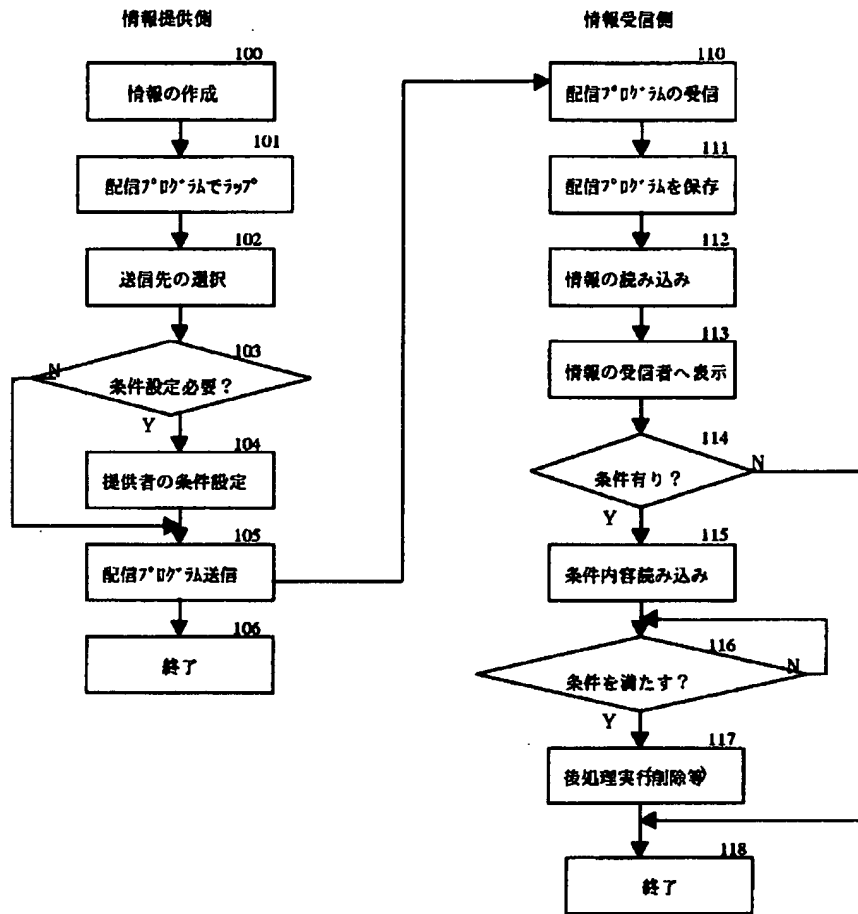 情報提供側
100
情報の作成
101
配信プログラムでラップ
102
送信先の選択
103
N
条件設定必要？
Y
104
提供者の条件設定
105
配信プログラム送信
106
終了
情報受信側
110
配信プログラムの受信
111
配信プログラムを保存
112
情報の読み込み
113
情報の受信者へ表示
114
N
条件有り？
Y
115
条件内容読み込み
116
N
条件を満たす？
Y
117
後処理実行(削除等)
118
終了